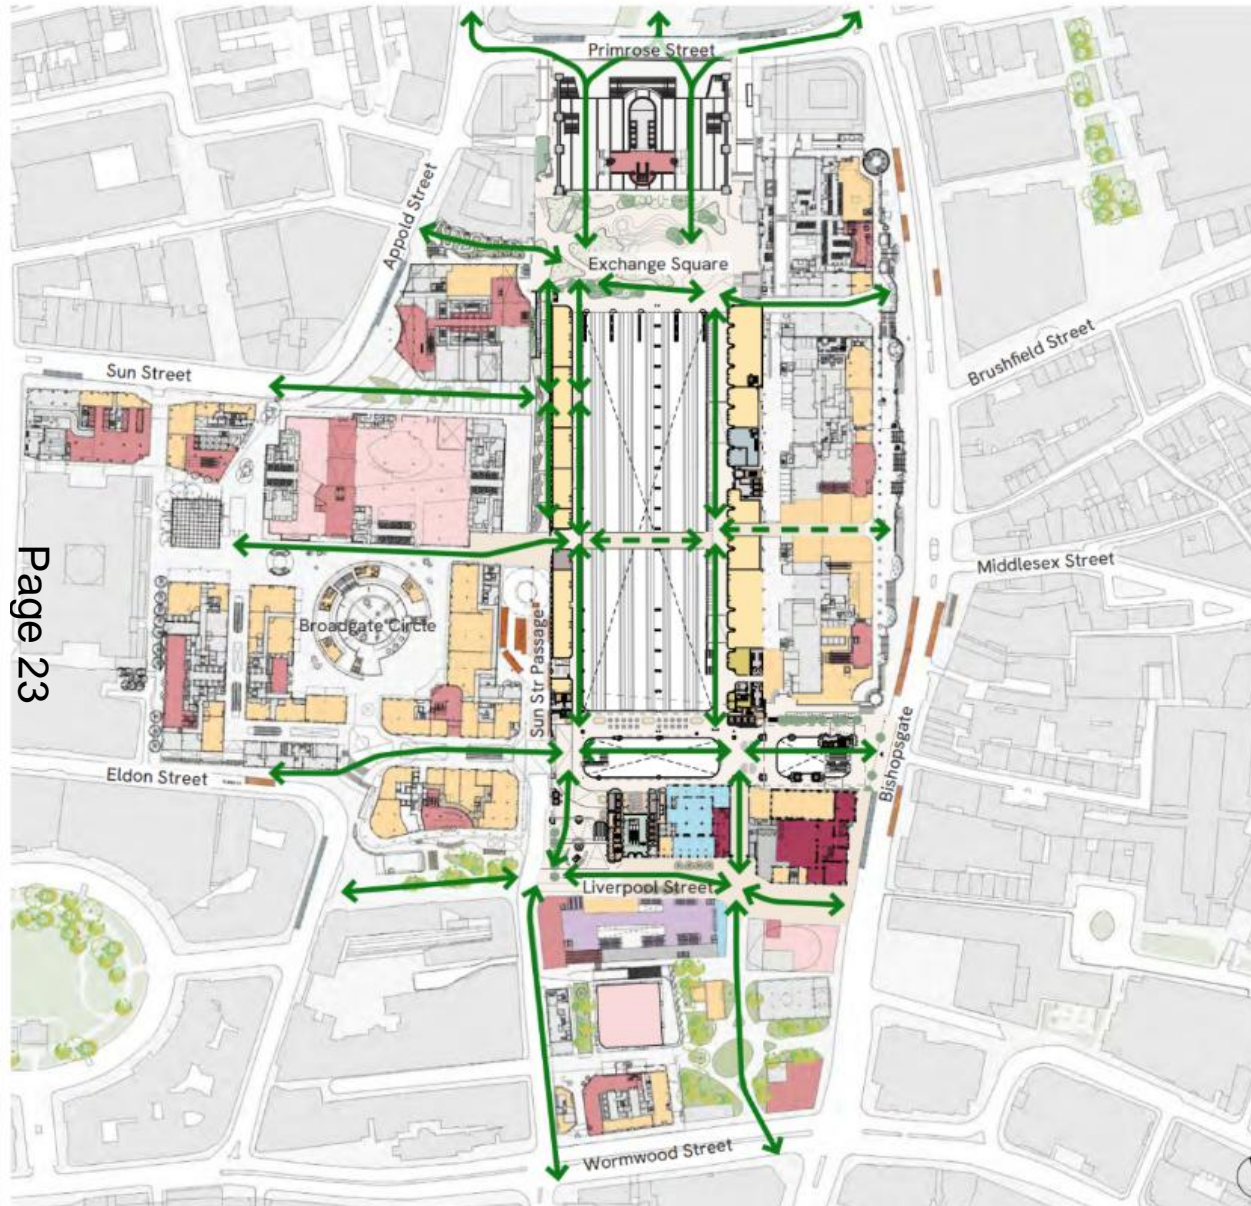 Primrose Street
Appold Street
Exchange Square
Brushfield Street
Sun Street
Middlesex Street
Page 23
Broadgate Circle
Sun Str Passage
Bishopsgate
Eldon Street
Liverpool Street
Wormwood Street